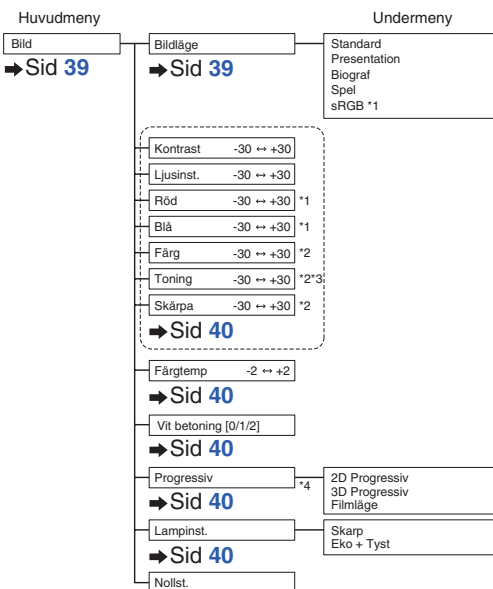 Huvudmeny
Undermeny
Bild
➡Sid 39
Bildläge
➡Sid 39
Standard
Presentation
Biograf
Spel
sRGB *1
Kontrast -30 ↔ +30
Ljusinst. -30 ↔ +30
Röd -30 ↔ +30 *1
Blå -30 ↔ +30 *1
Färg -30 ↔ +30 *2
Toning -30 ↔ +30 *2*3
Skärpa -30 ↔ +30 *2
➡Sid 40
Färgtemp -2 ↔ +2
➡Sid 40
Vit betoning [0/1/2]
➡Sid 40
Progressiv *4
➡Sid 40
2D Progressiv
3D Progressiv
Filmläge
Lampinst.
➡Sid 40
Skarp
Eko + Tyst
Nollst.